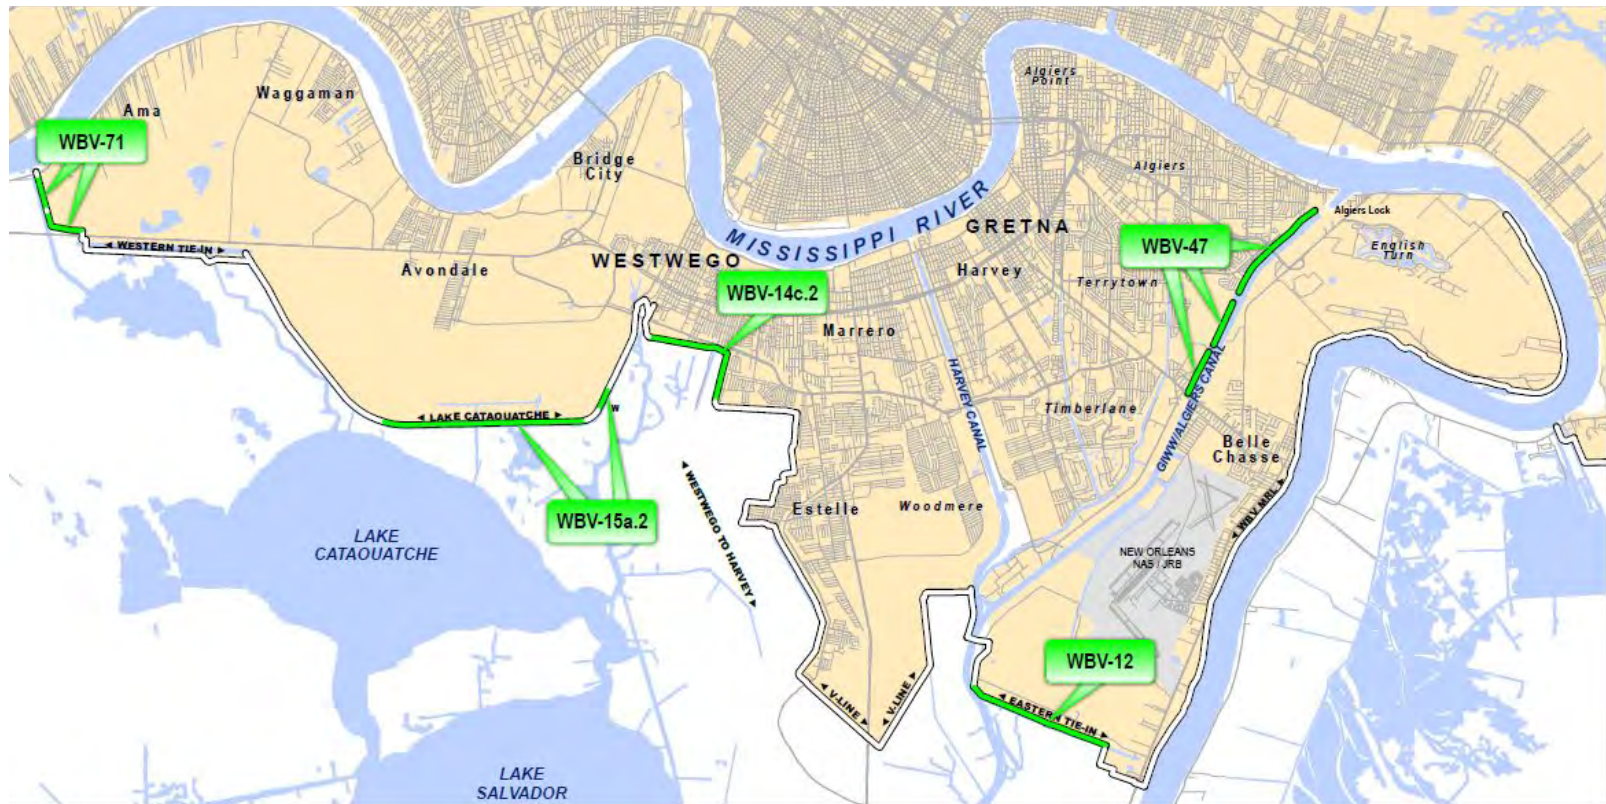 Algiers
Point
Waggaman
Ama
WBV-71
Bridge
City
Algiers
MISSISSIPPI RIVER
GRETNA
Algiers Lock
WBV-47
English
Turn
WESTERN TIE-IN
Avondale
WESTWEGO
Harvey
Terrytown
WBV-14c.2
Marrero
HARVEY CANAL
GIWW/ALGIERS CANAL
Timberlane
LAKE CATAOUATCHE
W
Belle
Chasse
WESTWEGO TO HARVEY
WBV-15a.2
Estelle
Woodmere
WBV MRL
LAKE
CATAOUATCHE
NEW ORLEANS
NAS / JRB
WBV-12
V-LINE
V-LINE
EASTERN TIE-IN
LAKE
SALVADOR